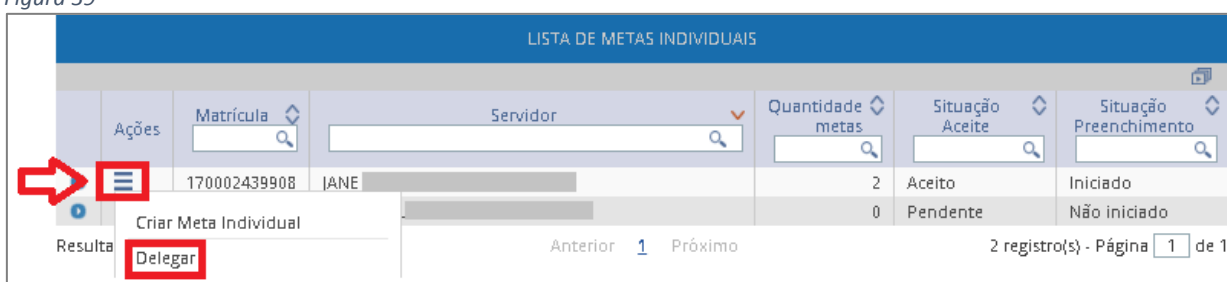 Figura 39
LISTA DE METAS INDIVIDUAIS
Ações
Matrícula
Servidor
Quantidade metas
Situação Aceite
Situação Preenchimento
170002439908 JANE 2 Aceito Iniciado
0 Pendente Não iniciado
Criar Meta Individual
Delegar
Resulta Anterior 1 Próximo 2 registro(s) - Página 1 de 1